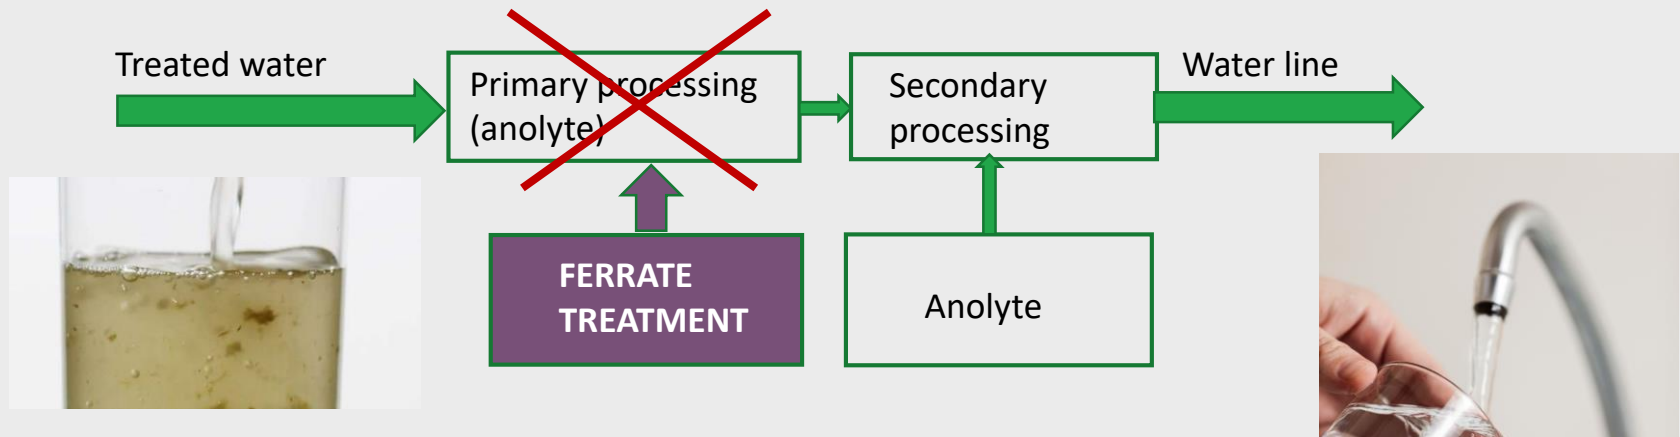 Treated water
Primary processing
(anolyte)
Secondary
processing
Water line
FERRATE
TREATMENT
Anolyte